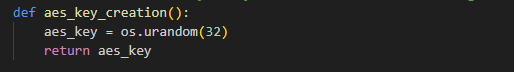 def aes_key_creation():
    aes_key = os.urandom(32)
    return aes_key